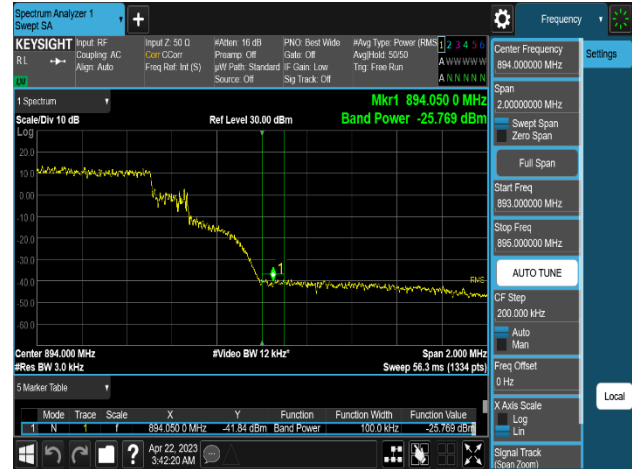 Spectrum Analyzer 1
Swept SA
+
Frequency
KEYSIGHT
Input: RF
Input Z: 50 Ω
#Atten: 16 dB
PNO: Best Wide
#Avg Type: Power (RMS
1 2 3 4 5 6
RL
Coupling: AC
Corr CCorr
Preamp: Off
Gate: Off
Avg|Hold: 50/50
A W W W W W
Align: Auto
Freq Ref: Int (S)
µW Path: Standard
IF Gain: Low
Trig: Free Run
Source: Off
Sig Track: Off
A N N N N N
LXI
1 Spectrum
Mkr1 894.050 0 MHz
Scale/Div 10 dB
Ref Level 30.00 dBm
Band Power -25.769 dBm
Log
20.0
10.0
0.00
-10.0
-20.0
-30.0
-40.0
-50.0
-60.0
1
RMS
Center 894.000 MHz
#Video BW 12 kHz*
Span 2.000 MHz
#Res BW 3.0 kHz
Sweep 56.3 ms (1334 pts)
5 Marker Table
Mode Trace Scale X Y Function Function Width Function Value
1 N 1 f 894.050 0 MHz -41.84 dBm Band Power 100.0 kHz -25.769 dBm
?
Apr 22, 2023
3:42:20 AM
Settings
Center Frequency
894.000000 MHz
Span
2.00000000 MHz
Swept Span
Zero Span
Full Span
Start Freq
893.000000 MHz
Stop Freq
895.000000 MHz
AUTO TUNE
CF Step
200.000 kHz
Auto
Man
Freq Offset
0 Hz
X Axis Scale
Log
Lin
Signal Track
(Span Zoom)
Local